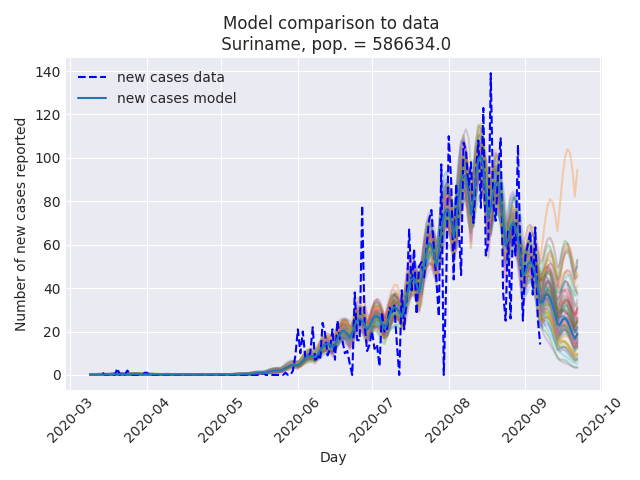 Model comparison to data
Suriname, pop. = 586634.0
new cases data
new cases model
Number of new cases reported
140
120
100
80
60
40
20
0
2020-03
2020-04
2020-05
2020-06
2020-07
2020-08
2020-09
2020-10
Day